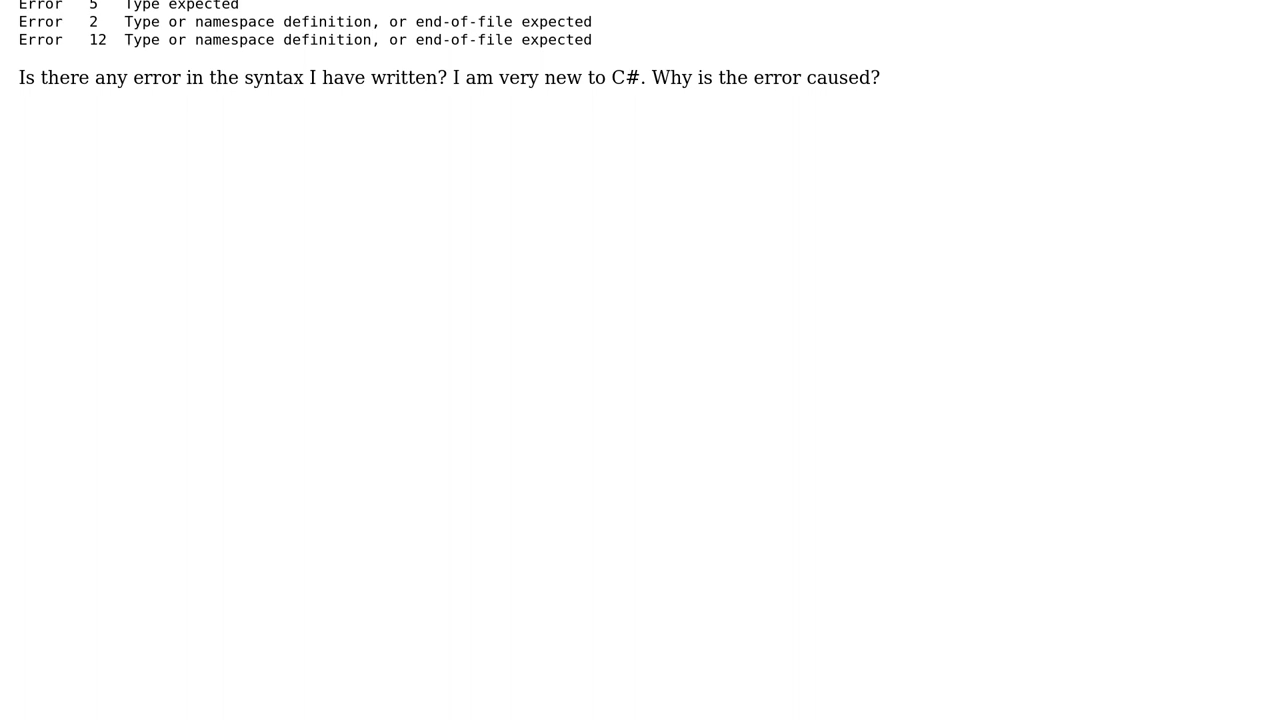 Error   5   Type expected
Error   2   Type or namespace definition, or end-of-file expected
Error   12  Type or namespace definition, or end-of-file expected
Is there any error in the syntax I have written? I am very new to C#. Why is the error caused?